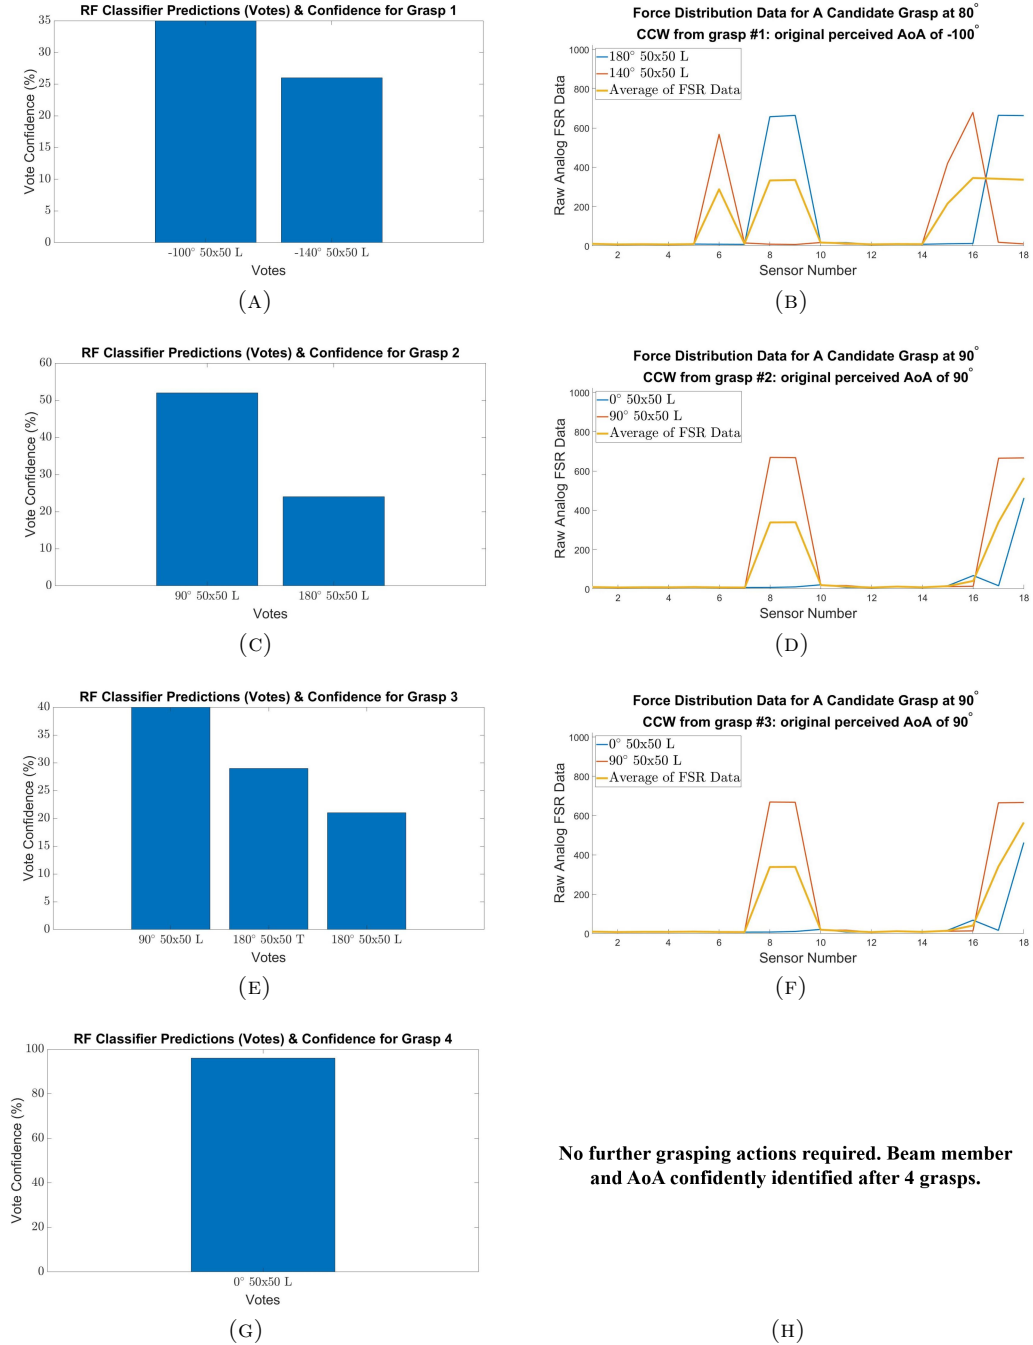 RF Classifier Predictions (Votes) & Confidence for Grasp 1
Vote Confidence (%)
35
30
25
20
15
10
5
0
-100° 50x50 L
-140° 50x50 L
Votes
(A)
Force Distribution Data for A Candidate Grasp at 80°
CCW from grasp #1: original perceived AoA of -100°
Raw Analog FSR Data
1000
800
600
400
200
0
180° 50x50 L
140° 50x50 L
Average of FSR Data
2 4 6 8 10 12 14 16 18
Sensor Number
(B)
RF Classifier Predictions (Votes) & Confidence for Grasp 2
Vote Confidence (%)
60
50
40
30
20
10
0
90° 50x50 L
180° 50x50 L
Votes
(C)
Force Distribution Data for A Candidate Grasp at 90°
CCW from grasp #2: original perceived AoA of 90°
Raw Analog FSR Data
1000
800
600
400
200
0
0° 50x50 L
90° 50x50 L
Average of FSR Data
2 4 6 8 10 12 14 16 18
Sensor Number
(D)
RF Classifier Predictions (Votes) & Confidence for Grasp 3
Vote Confidence (%)
40
35
30
25
20
15
10
5
0
90° 50x50 L
180° 50x50 T
180° 50x50 L
Votes
(E)
Force Distribution Data for A Candidate Grasp at 90°
CCW from grasp #3: original perceived AoA of 90°
Raw Analog FSR Data
1000
800
600
400
200
0
0° 50x50 L
90° 50x50 L
Average of FSR Data
2 4 6 8 10 12 14 16 18
Sensor Number
(F)
RF Classifier Predictions (Votes) & Confidence for Grasp 4
Vote Confidence (%)
100
80
60
40
20
0
0° 50x50 L
Votes
(G)
No further grasping actions required. Beam member
and AoA confidently identified after 4 grasps.
(H)